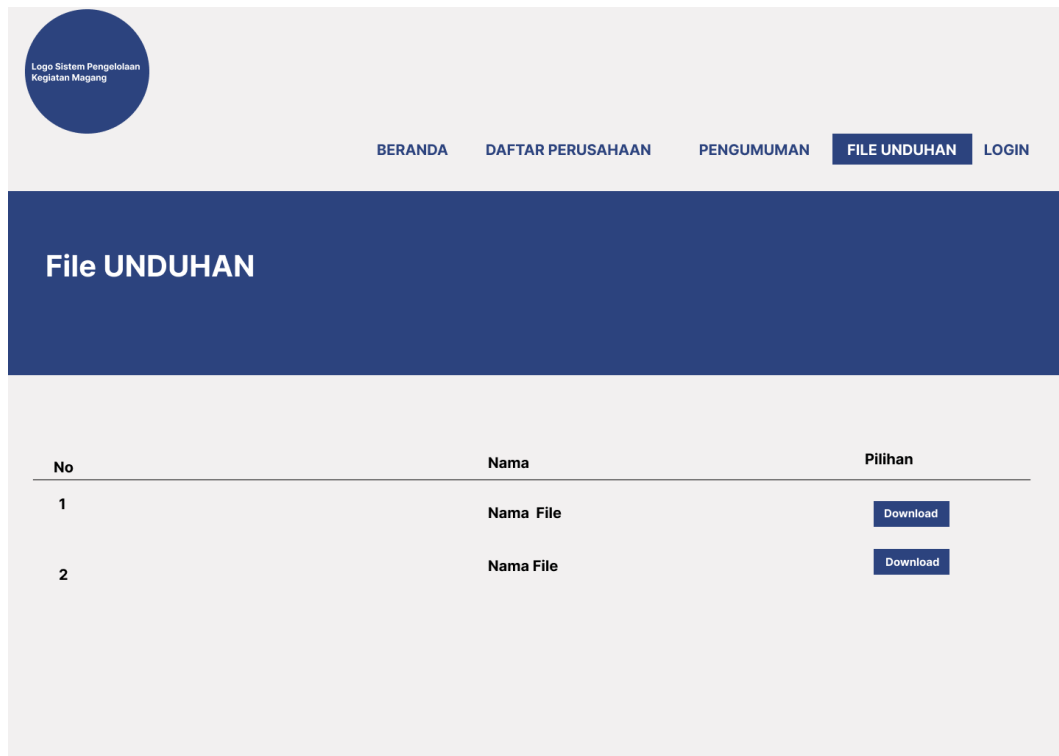 Logo Sistem Pengelolaan
Kegiatan Magang
BERANDA DAFTAR PERUSAHAAN PENGUMUMAN FILE UNDUHAN LOGIN
File UNDUHAN
No Nama Pilihan
1 Nama File Download
2 Nama File Download